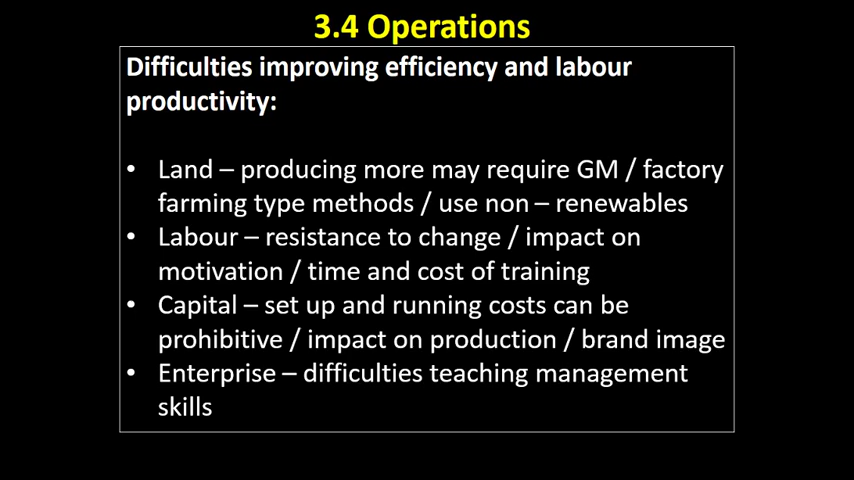 3.4 Operations
Difficulties improving efficiency and labour
productivity:
• Land – producing more may require GM / factory
farming type methods / use non – renewables
• Labour – resistance to change / impact on
motivation / time and cost of training
• Capital – set up and running costs can be
prohibitive / impact on production / brand image
• Enterprise – difficulties teaching management
skills